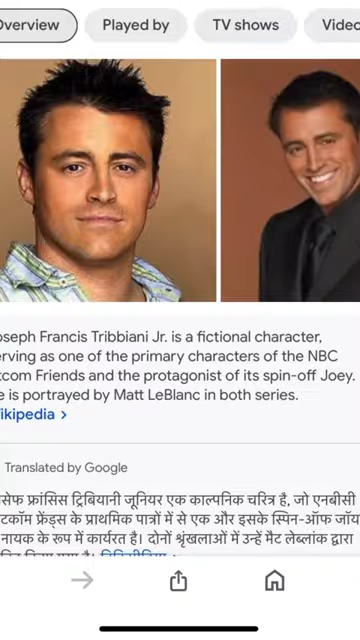 Overview Played by TV shows Video
oseph Francis Tribbiani Jr. is a fictional character,
erving as one of the primary characters of the NBC
tcom Friends and the protagonist of its spin-off Joey.
e is portrayed by Matt LeBlanc in both series.
ikipedia >
Translated by Google
सेफ फ्रांसिस ट्रिबियानी जूनियर एक काल्पनिक चरित्र है, जो एनबीसी
टकॉम फ्रेंड्स के प्राथमिक पात्रों में से एक और इसके स्पिन-ऑफ जॉय
नायक के रूप में कार्यरत है। दोनों श्रृंखलाओं में उन्हें मैट लेब्लांक द्वारा